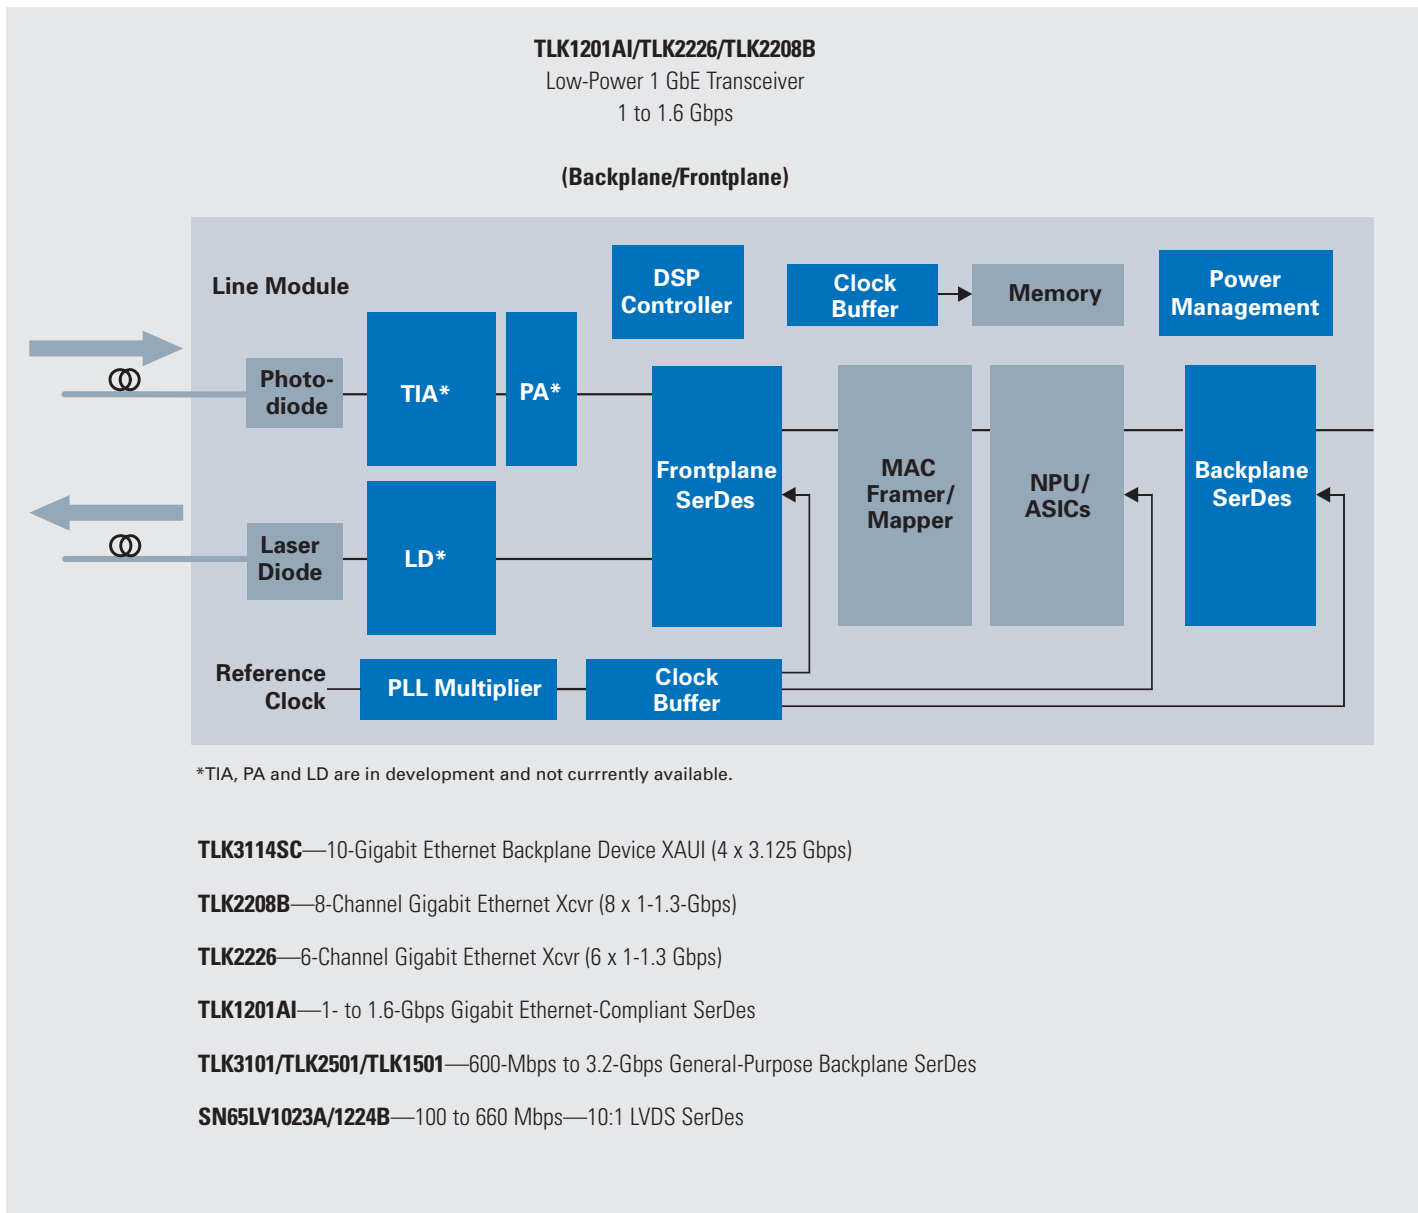 TLK1201AI/TLK2226/TLK2208B
Low-Power 1 GbE Transceiver
1 to 1.6 Gbps
(Backplane/Frontplane)
Line Module
DSP
Controller
Clock
Buffer
Memory
Power
Management
Photo-
diode
TIA*
PA*
Frontplane
SerDes
MAC
Framer/
Mapper
NPU/
ASICs
Backplane
SerDes
Laser
Diode
LD*
Reference
Clock
PLL Multiplier
Clock
Buffer
*TIA, PA and LD are in development and not currrently available.
TLK3114SC—10-Gigabit Ethernet Backplane Device XAUI (4 x 3.125 Gbps)
TLK2208B—8-Channel Gigabit Ethernet Xcvr (8 x 1-1.3-Gbps)
TLK2226—6-Channel Gigabit Ethernet Xcvr (6 x 1-1.3 Gbps)
TLK1201AI—1- to 1.6-Gbps Gigabit Ethernet-Compliant SerDes
TLK3101/TLK2501/TLK1501—600-Mbps to 3.2-Gbps General-Purpose Backplane SerDes
SN65LV1023A/1224B—100 to 660 Mbps—10:1 LVDS SerDes